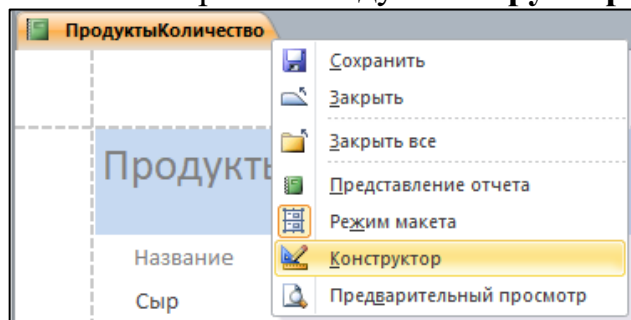 ПродуктыКоличество
Сохранить
Закрыть
Закрыть все
Представление отчета
Режим макета
Конструктор
Предварительный просмотр
Продукты
Название
Сыр